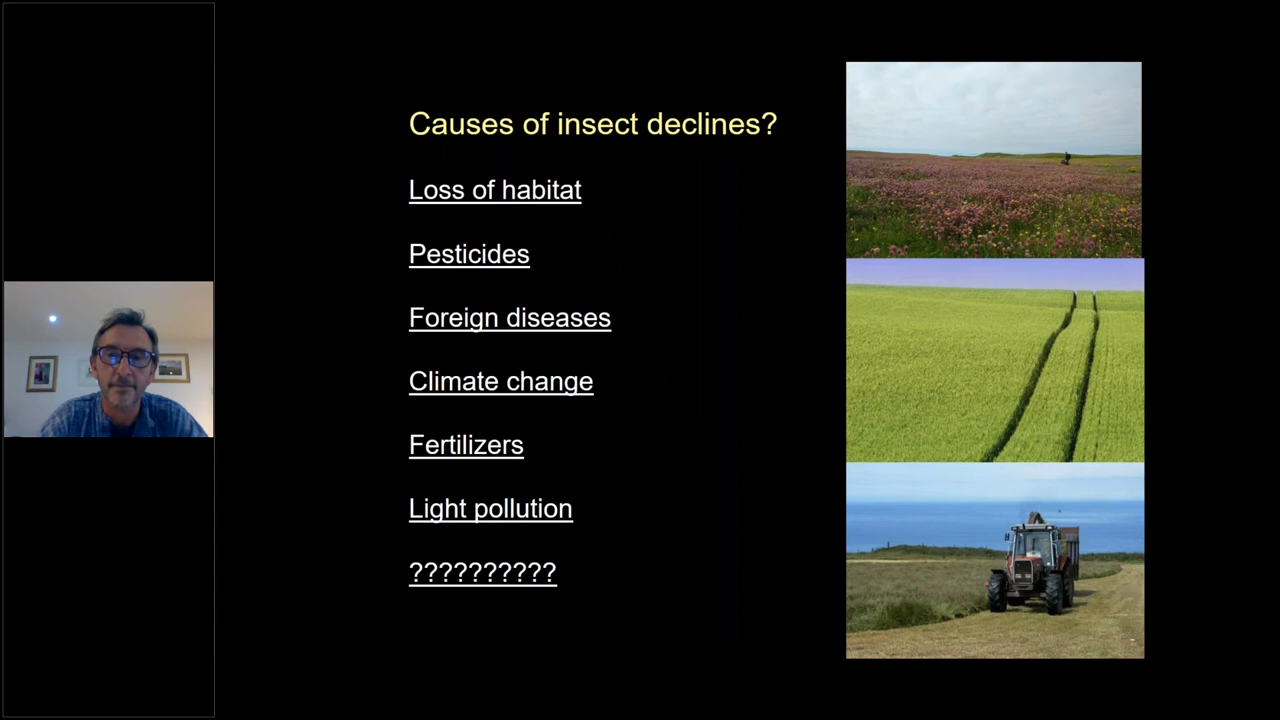 Causes of insect declines?
Loss of habitat
Pesticides
Foreign diseases
Climate change
Fertilizers
Light pollution
??????????